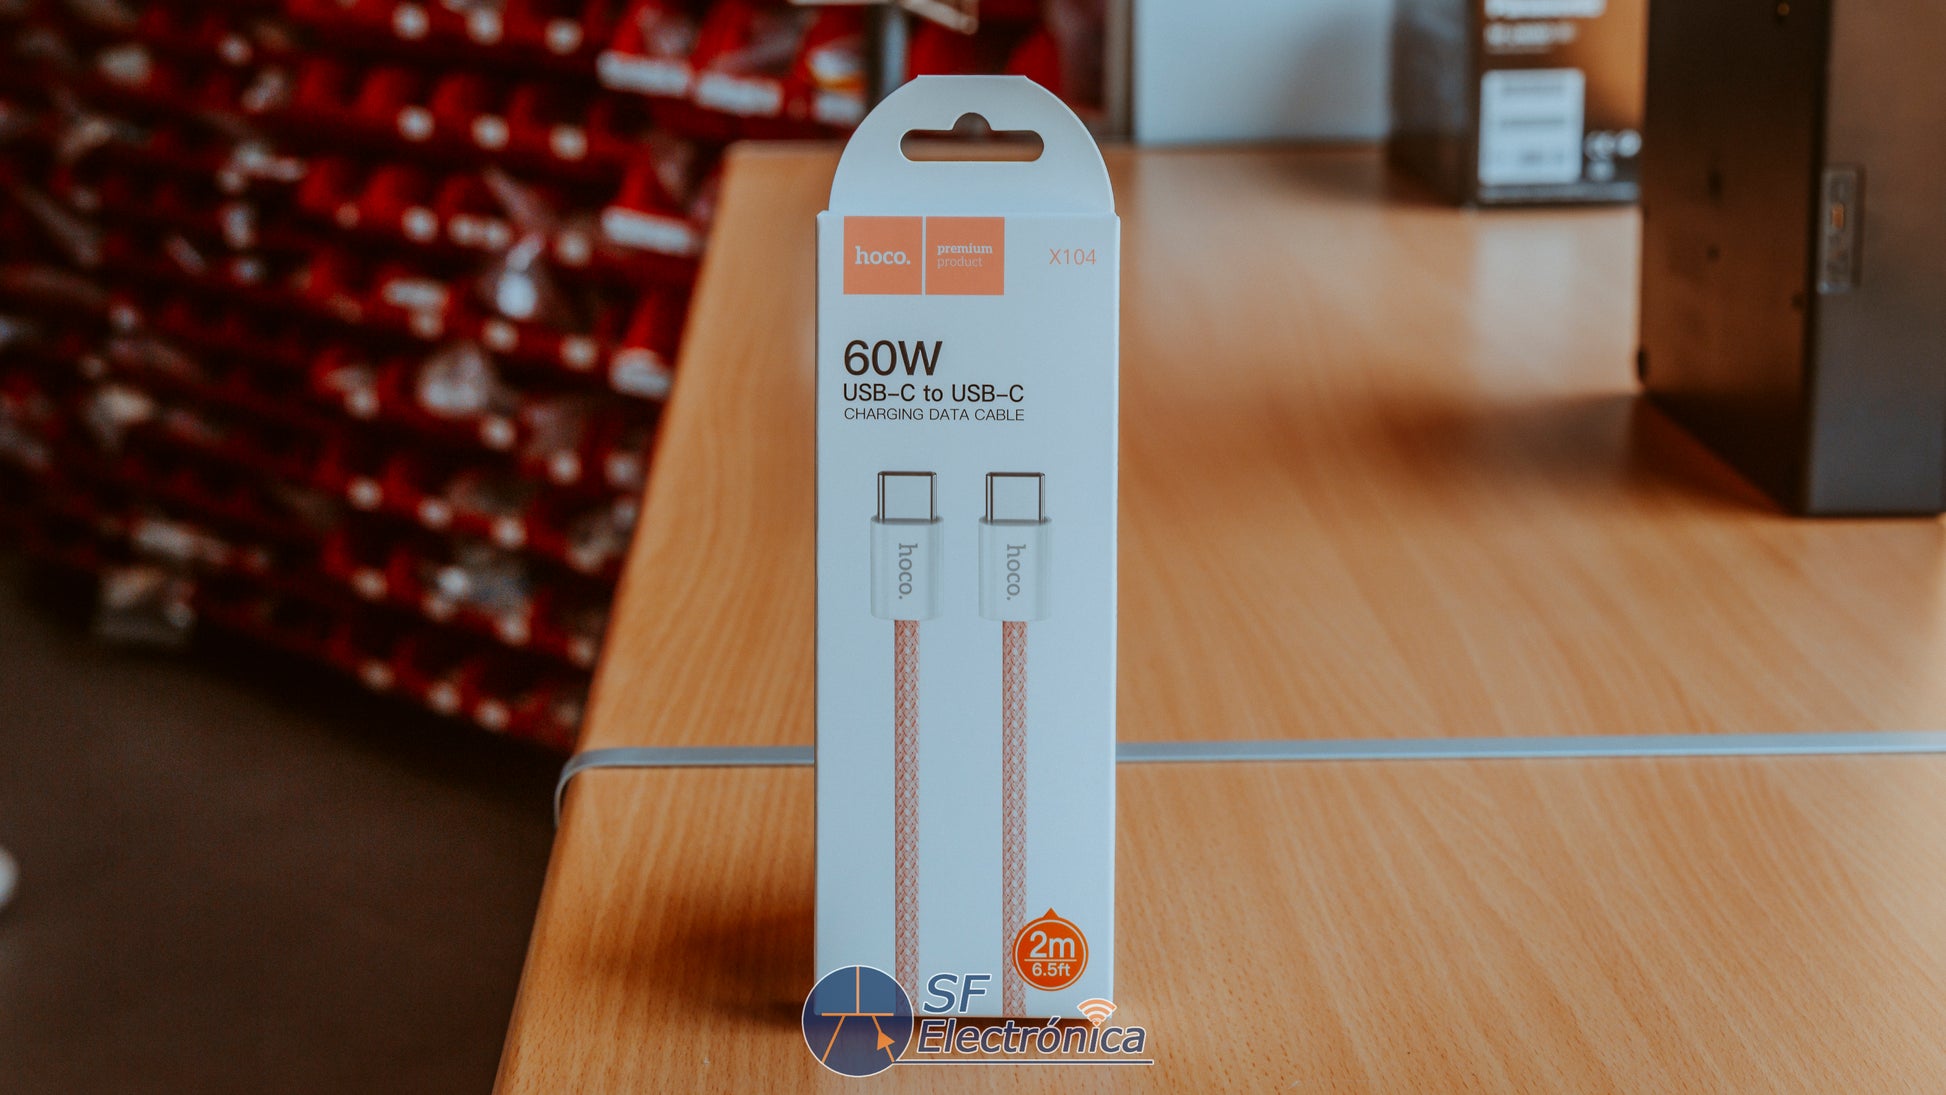 hoco.
premium
product
X104
60W
USB-C to USB-C
CHARGING DATA CABLE
hoco.
hoco.
2m
6.5ft
SF
Electrónica